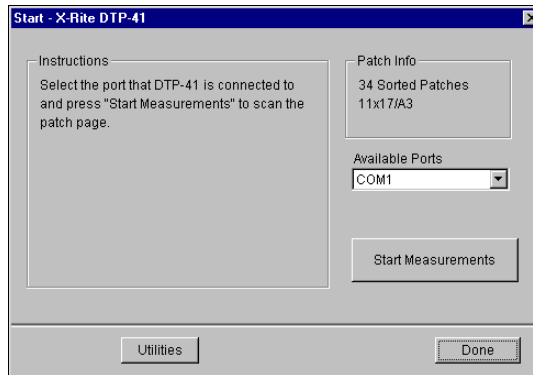 Start - X-Rite DTP-41
Instructions
Select the port that DTP-41 is connected to
and press "Start Measurements" to scan the
patch page.
Patch Info
34 Sorted Patches
11x17/A3
Available Ports
COM1
Start Measurements
Utilities
Done